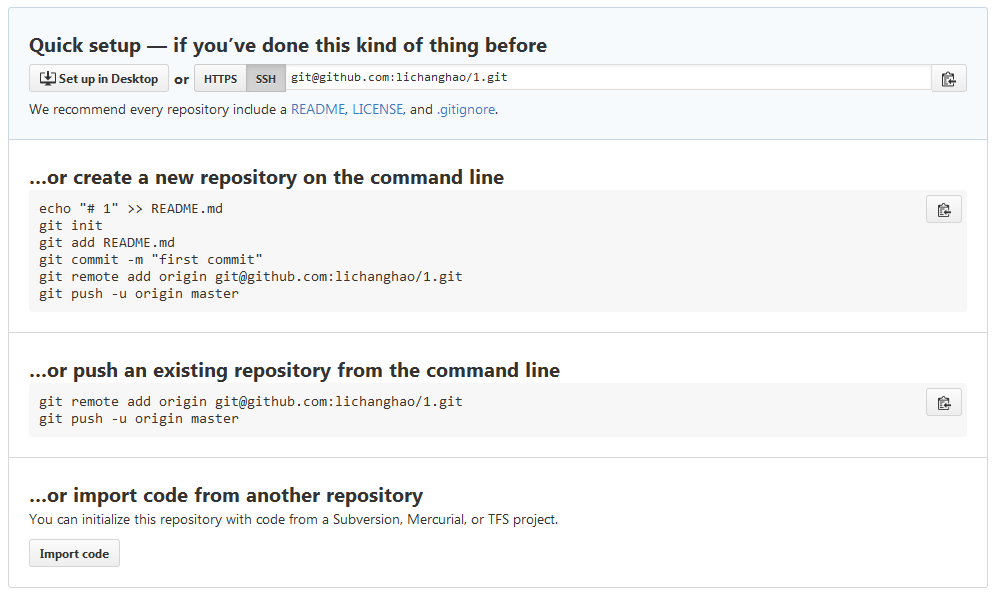 Quick setup — if you’ve done this kind of thing before
Set up in Desktop or HTTPS SSH git@github.com:lichanghao/1.git
We recommend every repository include a README, LICENSE, and .gitignore.
…or create a new repository on the command line
echo "# 1" >> README.md
git init
git add README.md
git commit -m "first commit"
git remote add origin git@github.com:lichanghao/1.git
git push -u origin master
…or push an existing repository from the command line
git remote add origin git@github.com:lichanghao/1.git
git push -u origin master
…or import code from another repository
You can initialize this repository with code from a Subversion, Mercurial, or TFS project.
Import code